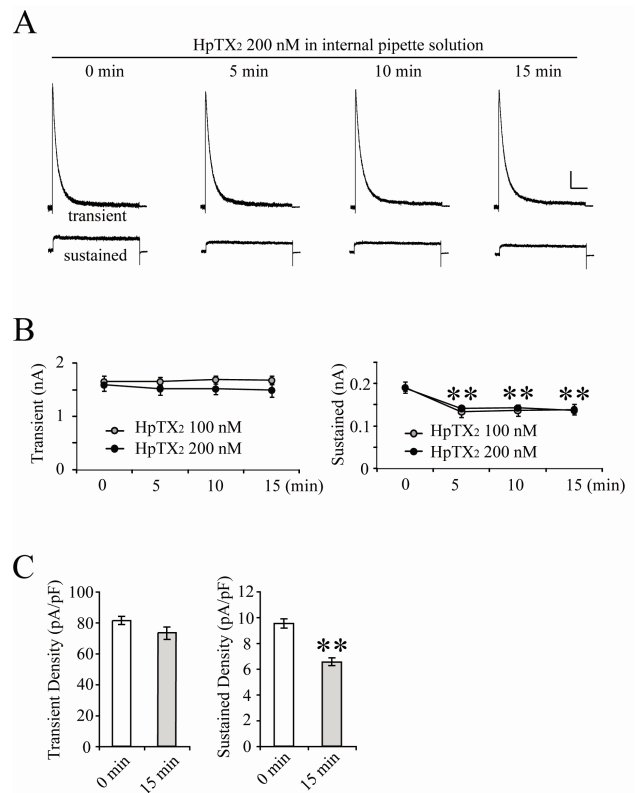 A
HpTX2 200 nM in internal pipette solution
0 min 5 min 10 min 15 min
transient
sustained
B
Transient (nA)
2
1
0
HpTX2 100 nM
HpTX2 200 nM
0 5 10 15 (min)
Sustained (nA)
0.2
0.1
0
** ** **
HpTX2 100 nM
HpTX2 200 nM
0 5 10 15 (min)
C
Transient Density (pA/pF)
100
80
60
40
20
0
0 min 15 min
Sustained Density (pA/pF)
12
10
8
6
4
2
0
**
0 min 15 min